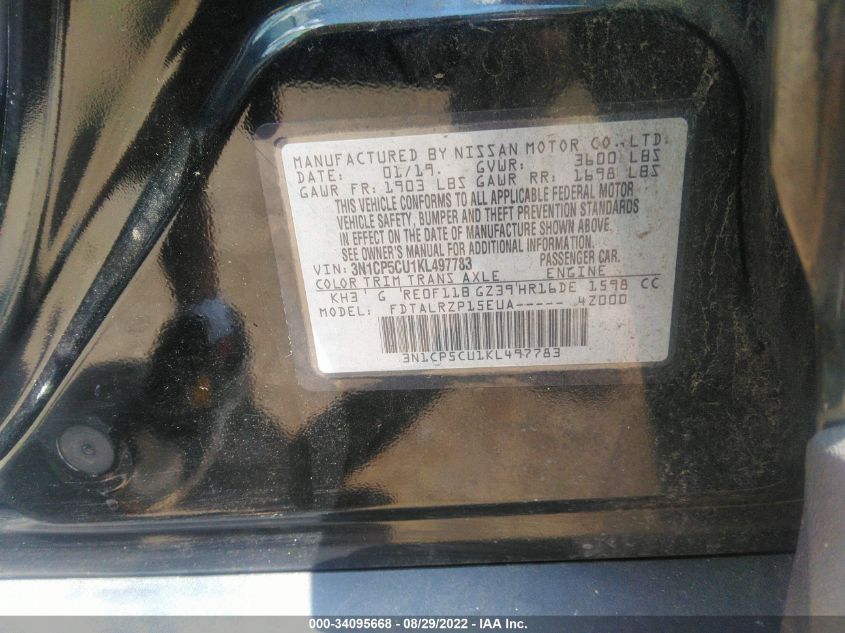 MANUFACTURED BY NISSAN MOTOR CO., LTD.
DATE: 01/19. GVWR: 3600 LBS
GAWR FR: 1903 LBS GAWR RR: 1698 LBS
THIS VEHICLE CONFORMS TO ALL APPLICABLE FEDERAL MOTOR
VEHICLE SAFETY, BUMPER AND THEFT PREVENTION STANDARDS
IN EFFECT ON THE DATE OF MANUFACTURE SHOWN ABOVE.
SEE OWNER'S MANUAL FOR ADDITIONAL INFORMATION.
VIN: 3N1CP5CU1KL497783 PASSENGER CAR.
COLOR TRIM TRANS AXLE ENGINE
KH3 G RE0F11B GZ39 HR16DE 1598 CC
MODEL: FDTALRZP15EUA----- 4Z000
3N1CP5CU1KL497783
000-34095668 - 08/29/2022 - IAA Inc.